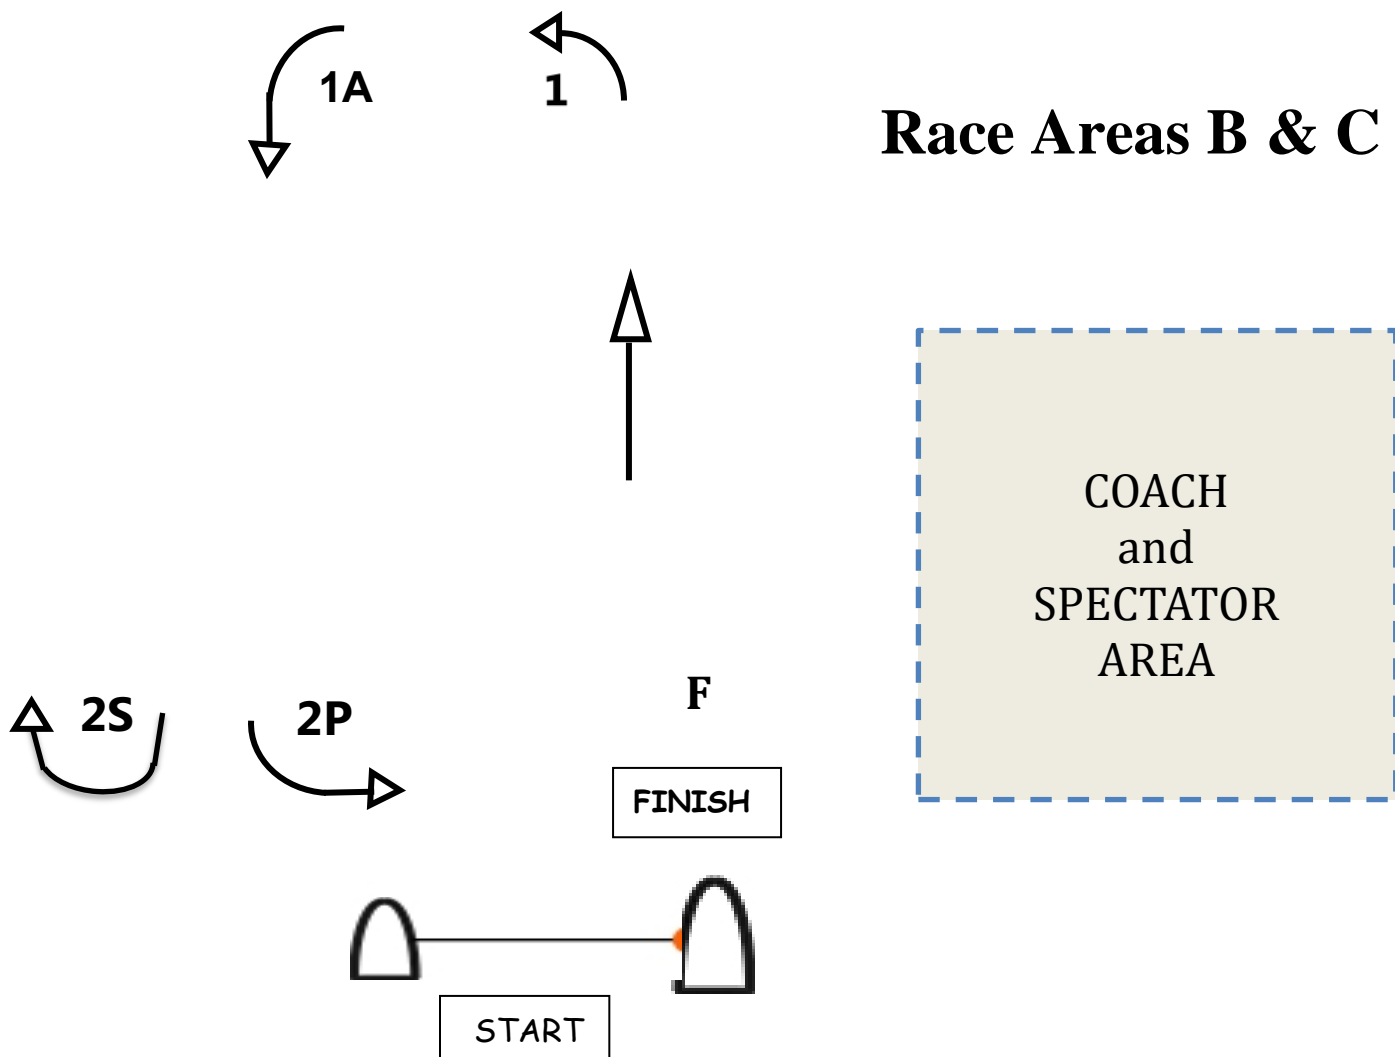 1A
1
Race Areas B & C
COACH
and
SPECTATOR
AREA
2S
2P
F
FINISH
START